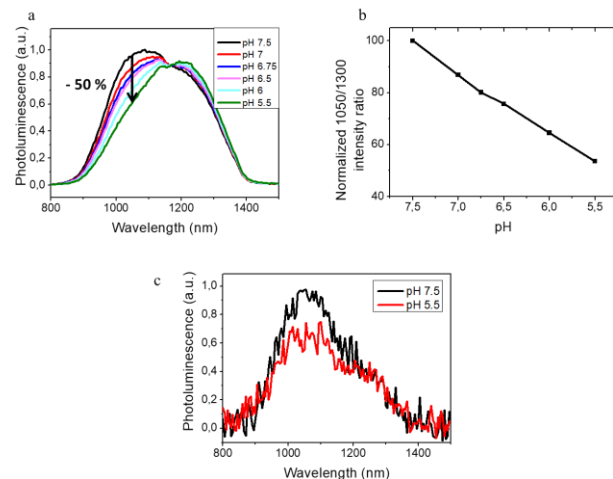 a
Photoluminescence (a.u.)
1,0
0,8
0,6
0,4
0,2
0,0
- 50 %
pH 7.5
pH 7
pH 6.75
pH 6.5
pH 6
pH 5.5
800 1000 1200 1400
Wavelength (nm)
b
Normalized 1050/1300
intensity ratio
100
80
60
40
7,5 7,0 6,5 6,0 5,5
pH
c
Photoluminescence (a.u.)
1,0
0,8
0,6
0,4
0,2
0,0
pH 7.5
pH 5.5
800 1000 1200 1400
Wavelength (nm)